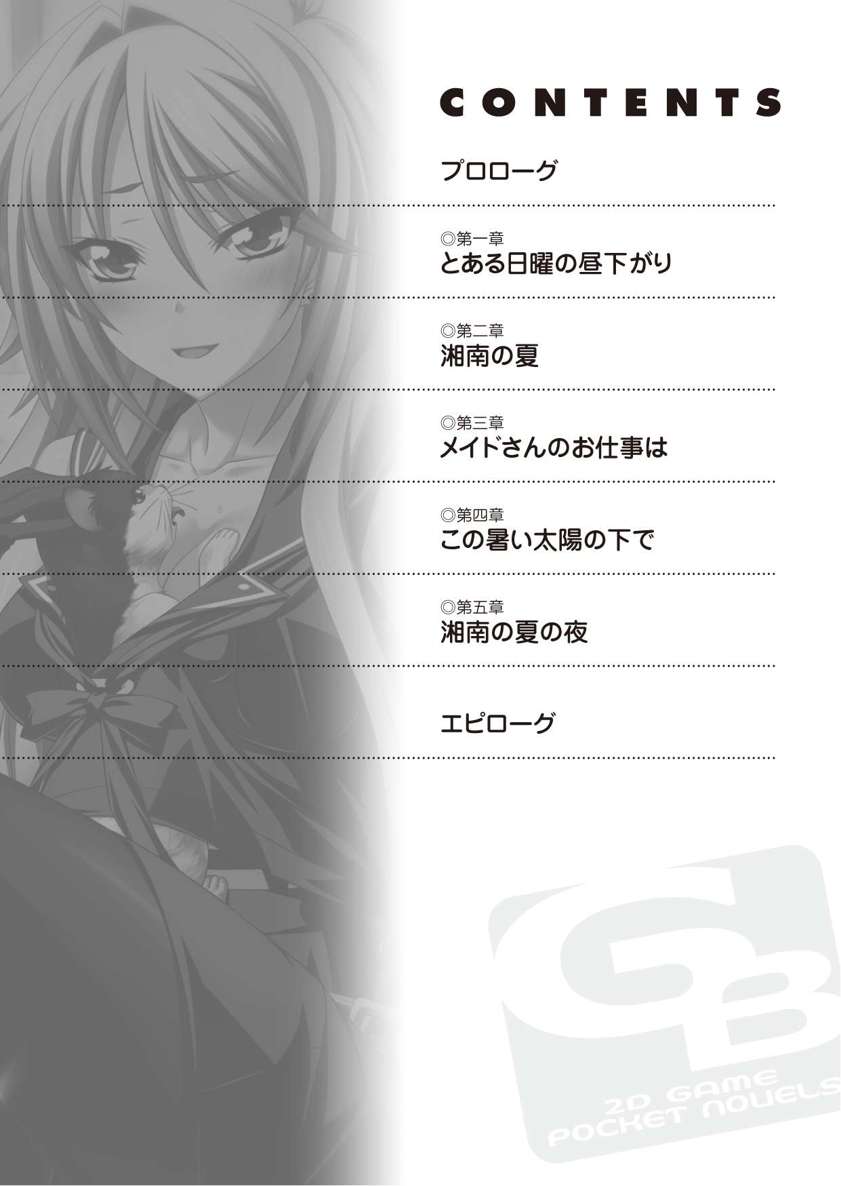 CONTENTS
プロローグ
◎第一章
とある日曜の昼下がり
◎第二章
湘南の夏
◎第三章
メイドさんのお仕事は
◎第四章
この暑い太陽の下で
◎第五章
湘南の夏の夜
エピローグ
GB
2D GAME
POCKET NOVELS